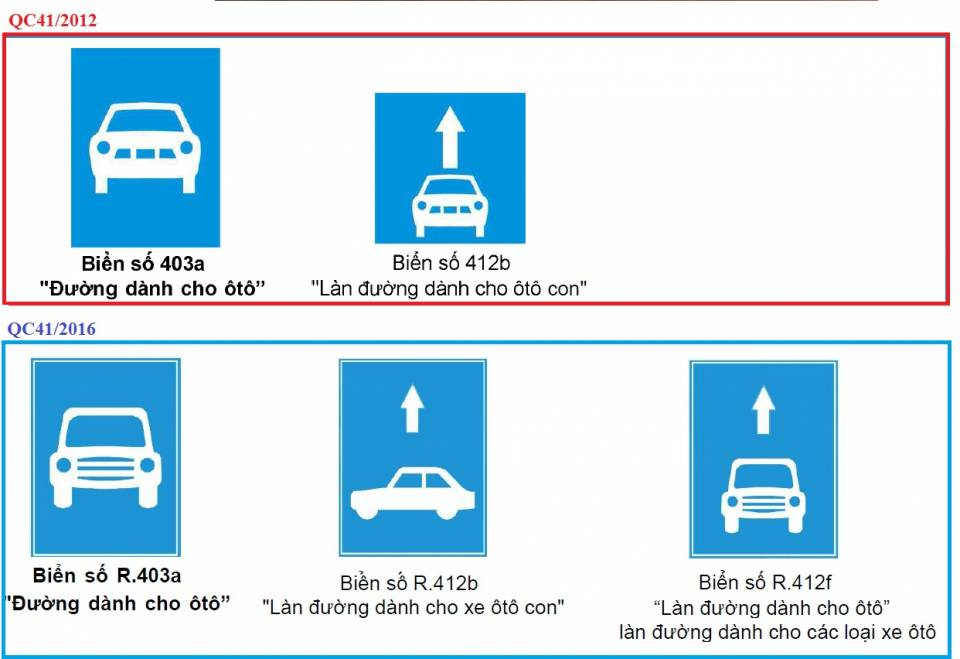 QC41/2012
Biển số 403a
"Đường dành cho ôtô”
Biển số 412b
"Làn đường dành cho ôtô con"
QC41/2016
Biển số R.403a
"Đường dành cho ôtô”
Biển số R.412b
"Làn đường dành cho xe ôtô con"
Biển số R.412f
“Làn đường dành cho ôtô”
làn đường dành cho các loại xe ôtô